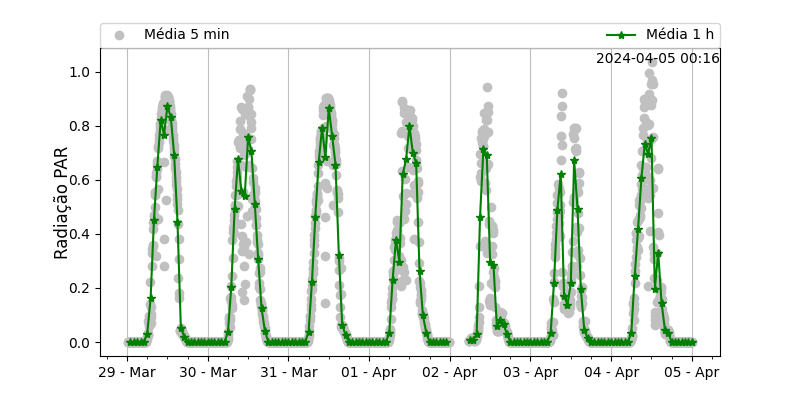 Média 5 min
Média 1 h
2024-04-05 00:16
Radiação PAR
1.0
0.8
0.6
0.4
0.2
0.0
29 - Mar
30 - Mar
31 - Mar
01 - Apr
02 - Apr
03 - Apr
04 - Apr
05 - Apr